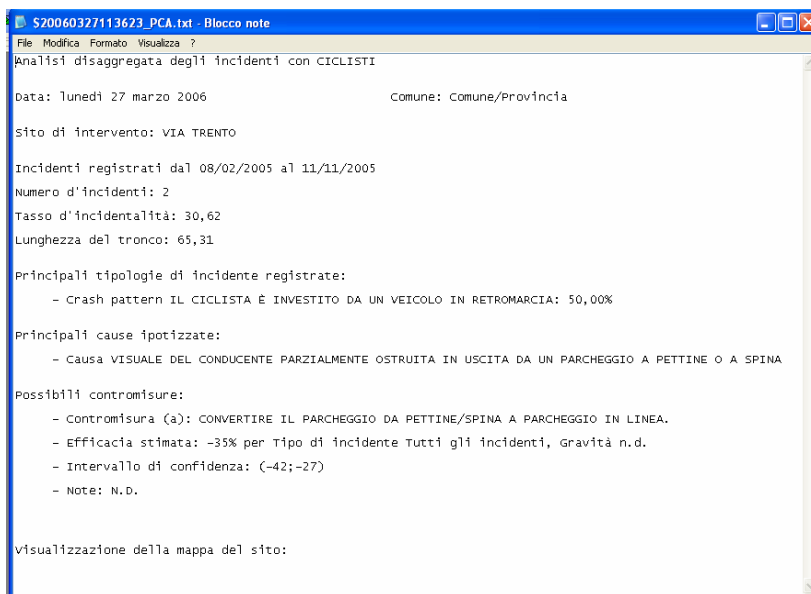 S20060327113623_PCA.txt - Blocco note
File Modifica Formato Visualizza ?
Analisi disaggregata degli incidenti con CICLISTI
Data: lunedì 27 marzo 2006 Comune: Comune/Provincia
Sito di intervento: VIA TRENTO
Incidenti registrati dal 08/02/2005 al 11/11/2005
Numero d'incidenti: 2
Tasso d'incidentalità: 30,62
Lunghezza del tronco: 65,31
Principali tipologie di incidente registrate:
- Crash pattern IL CICLISTA È INVESTITO DA UN VEICOLO IN RETROMARCIA: 50,00%
Principali cause ipotizzate:
- Causa VISUALE DEL CONDUCENTE PARZIALMENTE OSTRUITA IN USCITA DA UN PARCHEGGIO A PETTINE O A SPINA
Possibili contromisure:
- Contromisura (a): CONVERTIRE IL PARCHEGGIO DA PETTINE/SPINA A PARCHEGGIO IN LINEA.
- Efficacia stimata: -35% per Tipo di incidente Tutti gli incidenti, Gravità n.d.
- Intervallo di confidenza: (-42;-27)
- Note: N.D.
Visualizzazione della mappa del sito: